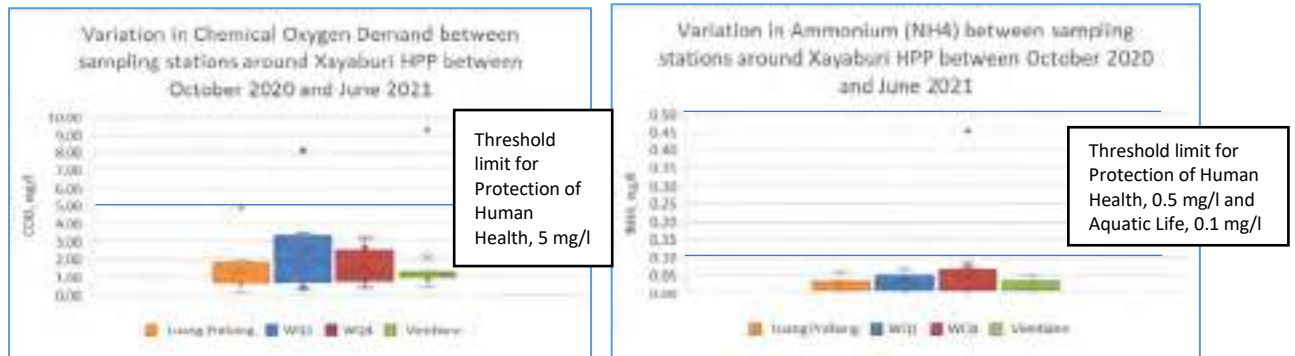 Variation in Chemical Oxygen Demand between
sampling stations around Xayaburi HPP between
October 2020 and June 2021
10.00
9.00
8.00
7.00
6.00
5.00
4.00
3.00
2.00
1.00
0.00
COD, mg/l
Threshold
limit for
Protection of
Human
Health, 5 mg/l
Luang Prabang WQ1 WQ4 Vientiane
Variation in Ammonium (NH4) between sampling
stations around Xayaburi HPP between October 2020
and June 2021
0.50
0.45
0.40
0.35
0.30
0.25
0.20
0.15
0.10
0.05
0.00
mg/l
Threshold limit for
Protection of Human
Health, 0.5 mg/l and
Aquatic Life, 0.1 mg/l
Luang Prabang Vientiane